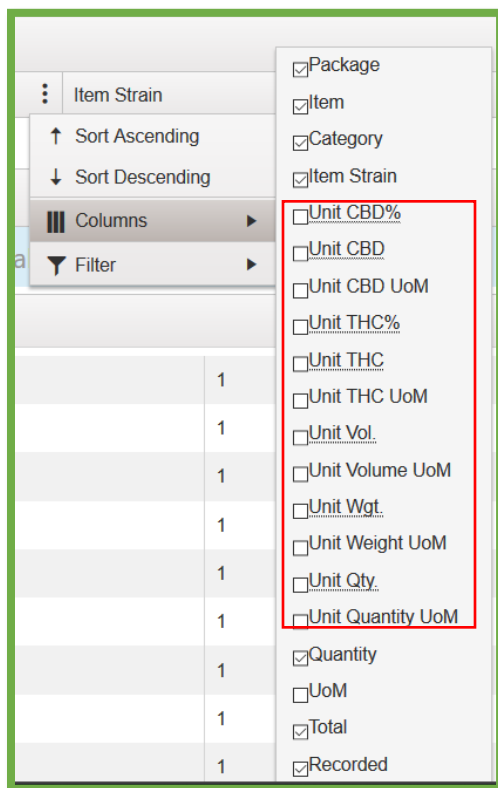 Item Strain
Sort Ascending
Sort Descending
Columns
a
Filter
Package
Item
Category
Item Strain
Unit CBD%
Unit CBD
Unit CBD UoM
Unit THC%
Unit THC
Unit THC UoM
Unit Vol.
Unit Volume UoM
Unit Wgt.
Unit Weight UoM
Unit Qty.
Unit Quantity UoM
Quantity
UoM
Total
Recorded
1
1
1
1
1
1
1
1
1